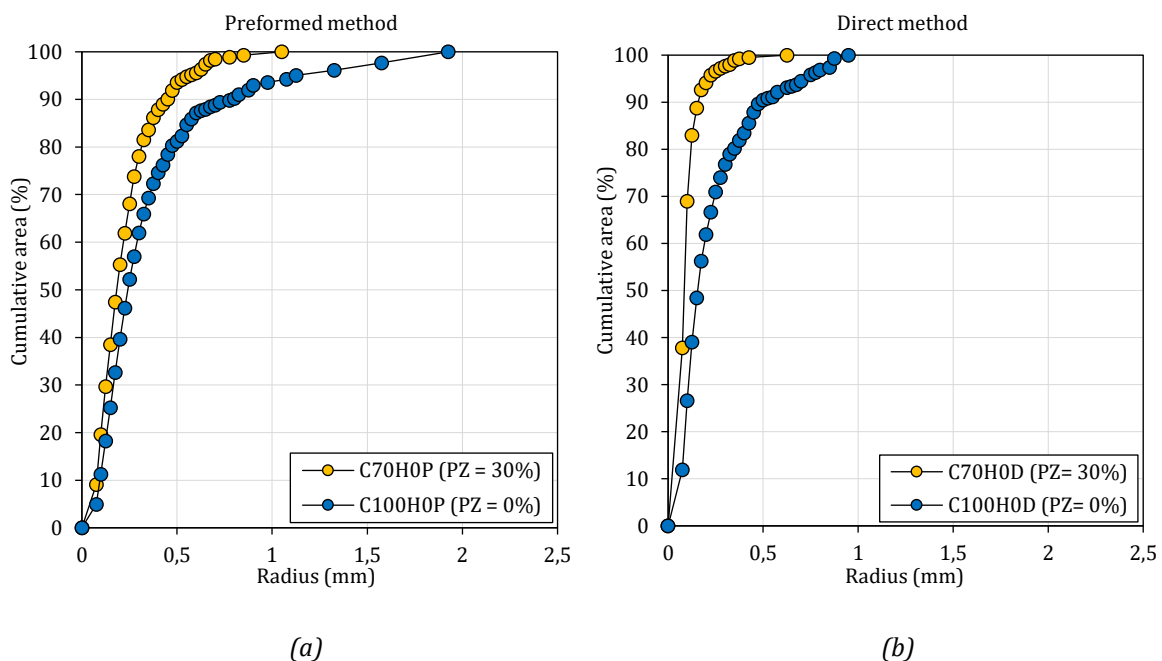 Preformed method
100
90
80
70
60
50
40
30
20
10
0
Cumulative area (%)
C70H0P (PZ = 30%)
C100H0P (PZ = 0%)
0 0,5 1 1,5 2 2,5
Radius (mm)
(a)
Direct method
100
90
80
70
60
50
40
30
20
10
0
Cumulative area (%)
C70H0D (PZ= 30%)
C100H0D (PZ= 0%)
0 0,5 1 1,5 2 2,5
Radius (mm)
(b)